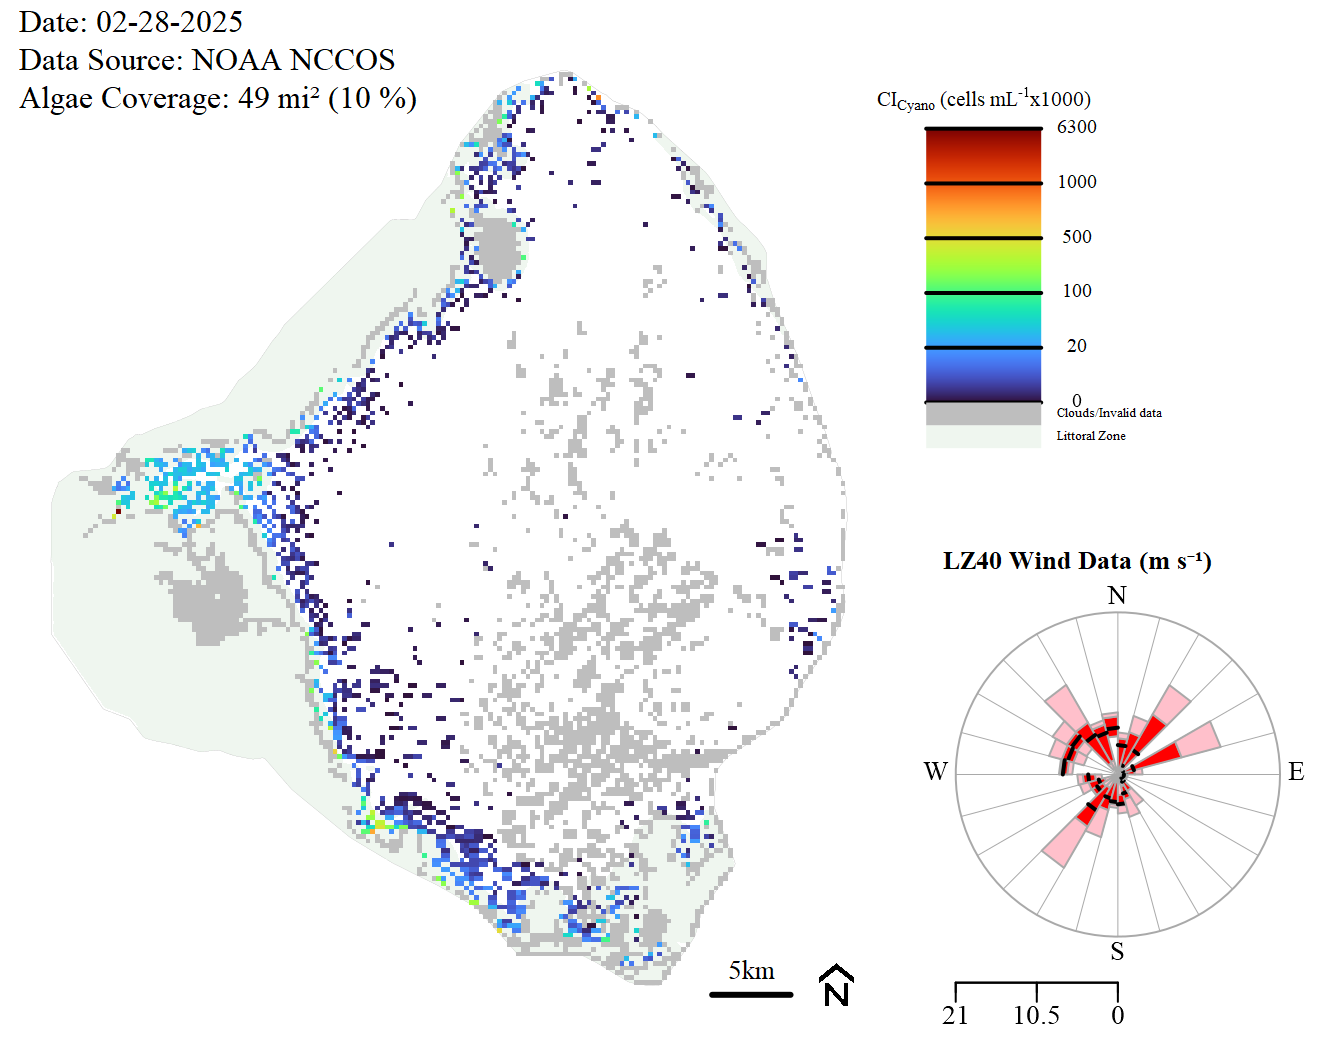 Date: 02-28-2025
Data Source: NOAA NCCOS
Algae Coverage: 49 mi² (10 %)
CICyano (cells mL-1x1000)
6300
1000
500
100
20
0
Clouds/Invalid data
Littoral Zone
LZ40 Wind Data (m s⁻¹)
N
W
E
S
5km
N
21
10.5
0